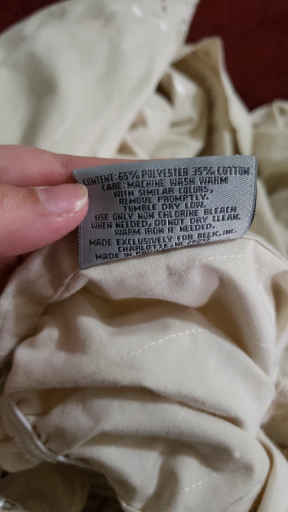 CONTENT: 65% POLYESTER 35% COTTON
CARE: MACHINE WASH WARM
WITH SIMILAR COLORS,
REMOVE PROMPTLY.
TUMBLE DRY LOW.
USE ONLY NON CHLORINE BLEACH
WHEN NEEDED. DO NOT DRY CLEAN.
WARM IRON IF NEEDED.
MADE EXCLUSIVELY FOR BELK, INC.
CHARLOTTE, NC
MADE IN